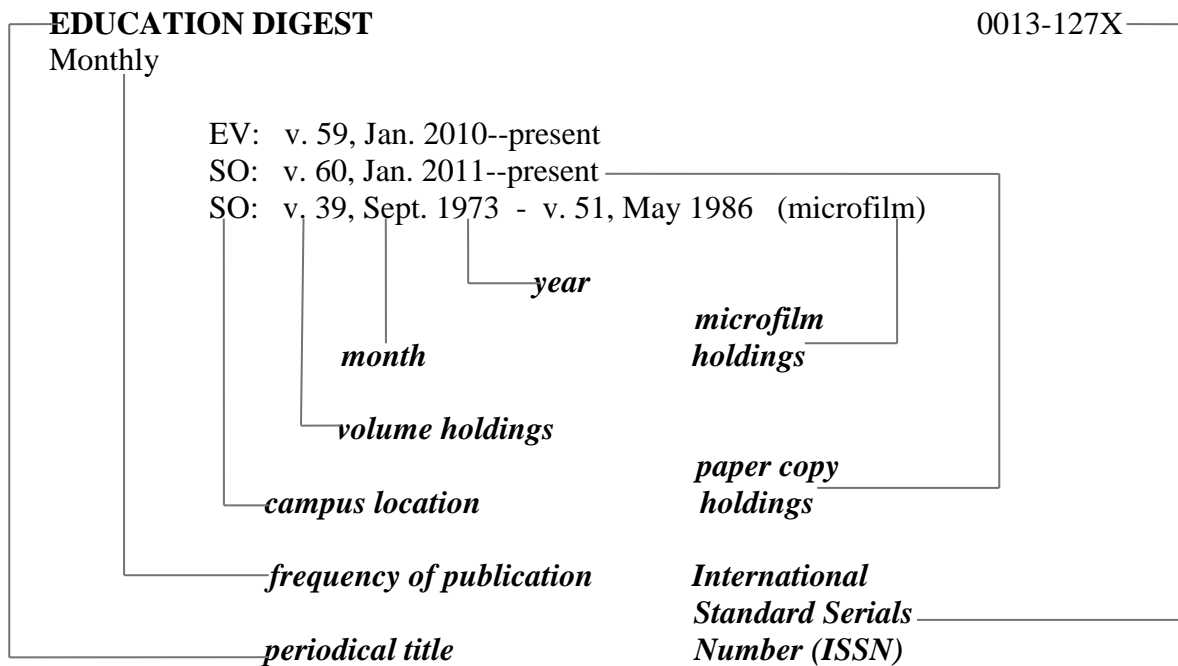 EDUCATION DIGEST 0013-127X
Monthly
EV: v. 59, Jan. 2010--present
SO: v. 60, Jan. 2011--present
SO: v. 39, Sept. 1973 - v. 51, May 1986 (microfilm)
year
microfilm
month holdings
volume holdings
paper copy
campus location holdings
frequency of publication International
Standard Serials
periodical title Number (ISSN)